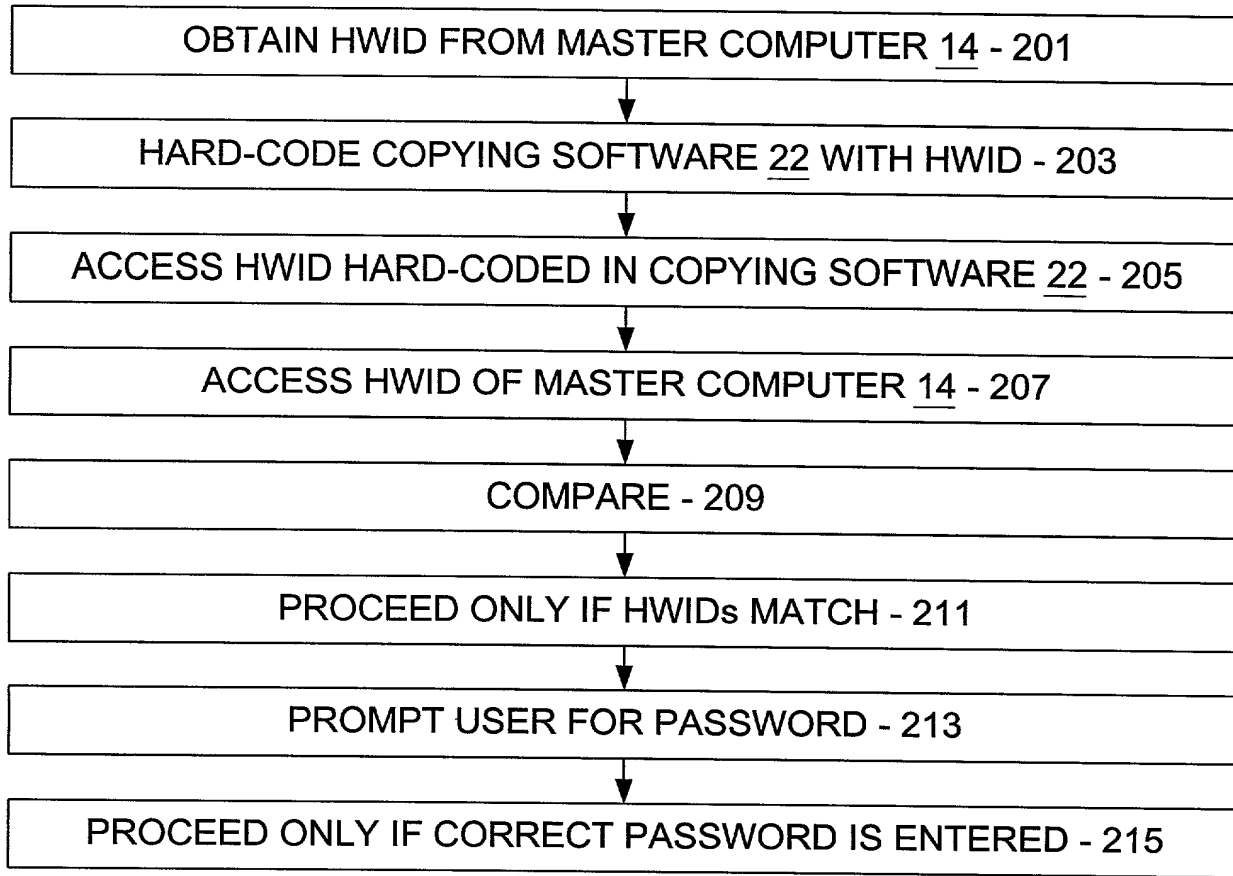 OBTAIN HWID FROM MASTER COMPUTER 14 - 201
HARD-CODE COPYING SOFTWARE 22 WITH HWID - 203
ACCESS HWID HARD-CODED IN COPYING SOFTWARE 22 - 205
ACCESS HWID OF MASTER COMPUTER 14 - 207
COMPARE - 209
PROCEED ONLY IF HWIDs MATCH - 211
PROMPT USER FOR PASSWORD - 213
PROCEED ONLY IF CORRECT PASSWORD IS ENTERED - 215